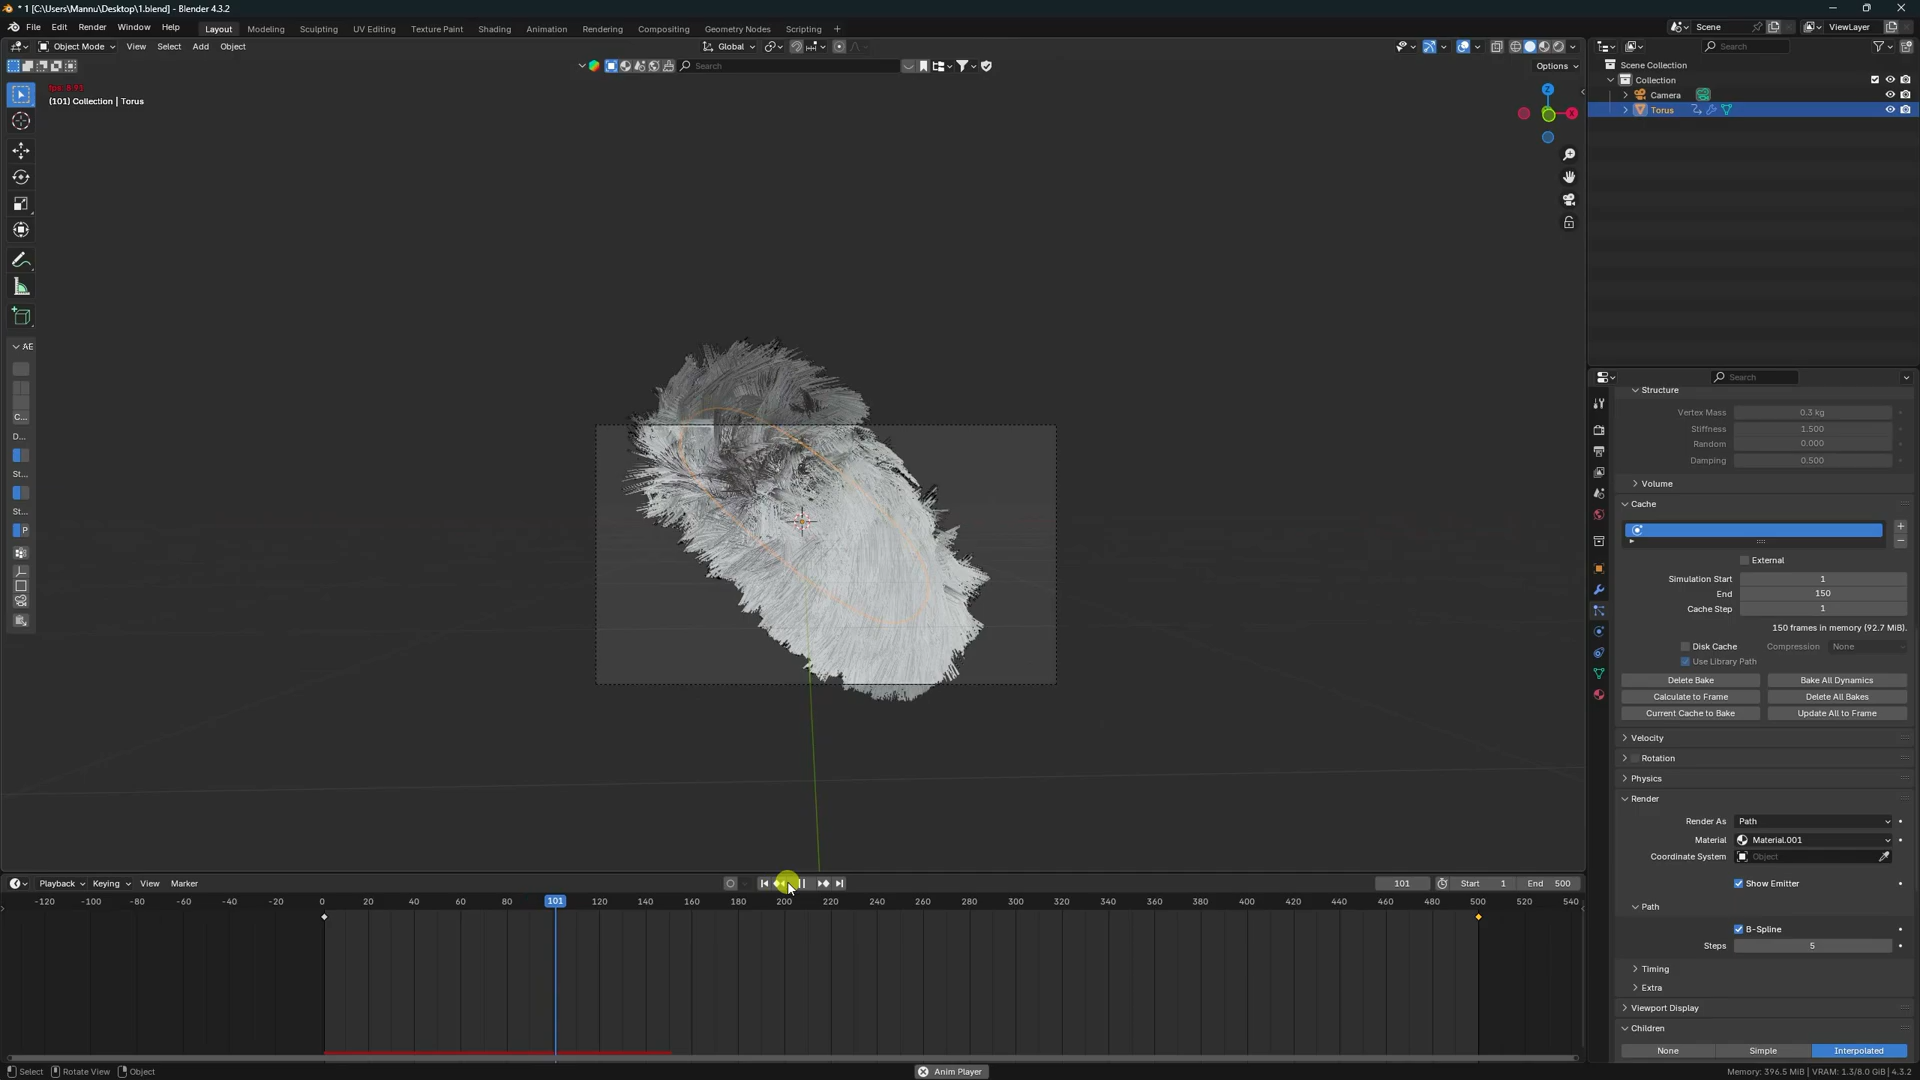 * 1 [C:\Users\Mannu\Desktop\1.blend] - Blender 4.3.2
File Edit Render Window Help Layout Modeling Sculpting UV Editing Texture Paint Shading Animation Rendering Compositing Geometry Nodes Scripting + Scene ViewLayer
Object Mode View Select Add Object Global Search
Search Options
fps: 8.93
(101) Collection | Torus
Z
X
Scene Collection
Collection
Camera
Torus
AE
C...
D...
St...
St...
P
Search
Structure
Vertex Mass 0.3 kg
Stiffness 1.500
Random 0.000
Damping 0.500
Volume
Cache
External
Simulation Start 1
End 150
Cache Step 1
150 frames in memory (92.7 MiB).
Disk Cache Compression None
Use Library Path
Delete Bake Bake All Dynamics
Calculate to Frame Delete All Bakes
Current Cache to Bake Update All to Frame
Velocity
Rotation
Physics
Render
Render As Path
Material Material.001
Coordinate System Object
Show Emitter
Path
B-Spline
Steps 5
Timing
Extra
Viewport Display
Children
None Simple Interpolated
Playback Keying View Marker 101 Start 1 End 500
-120 -100 -80 -60 -40 -20 0 20 40 60 80 101 120 140 160 180 200 220 240 260 280 300 320 340 360 380 400 420 440 460 480 500 520 540
Select Rotate View Object Anim Player Memory: 396.5 MiB | VRAM: 1.3/8.0 GiB | 4.3.2